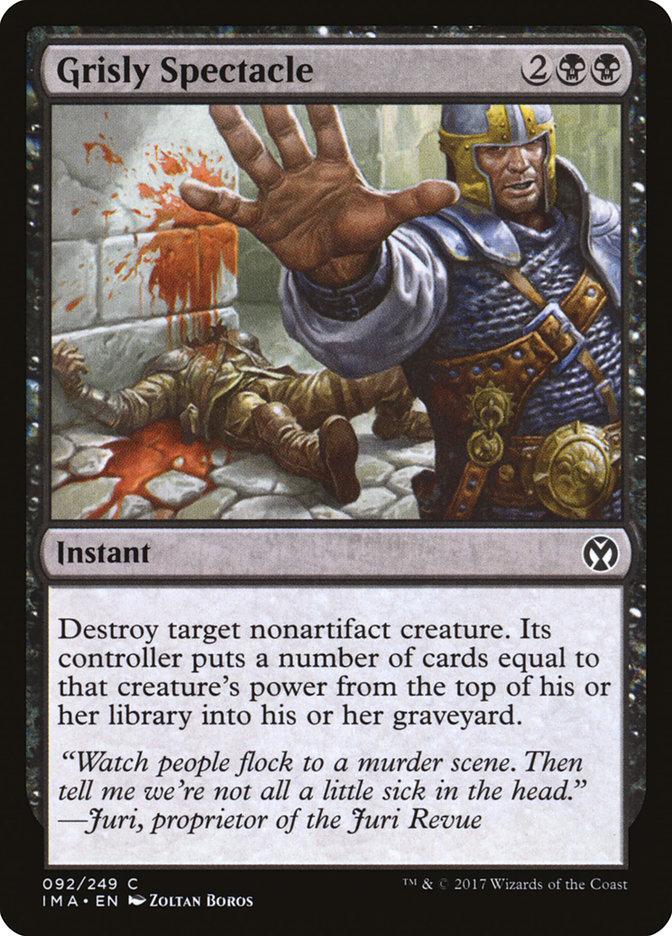 Grisly Spectacle 2
Instant
Destroy target nonartifact creature. Its
controller puts a number of cards equal to
that creature's power from the top of his or
her library into his or her graveyard.
“Watch people flock to a murder scene. Then
tell me we're not all a little sick in the head.”
—Juri, proprietor of the Juri Revue
092/249 C
IMA • EN Zoltan Boros
™ & © 2017 Wizards of the Coast